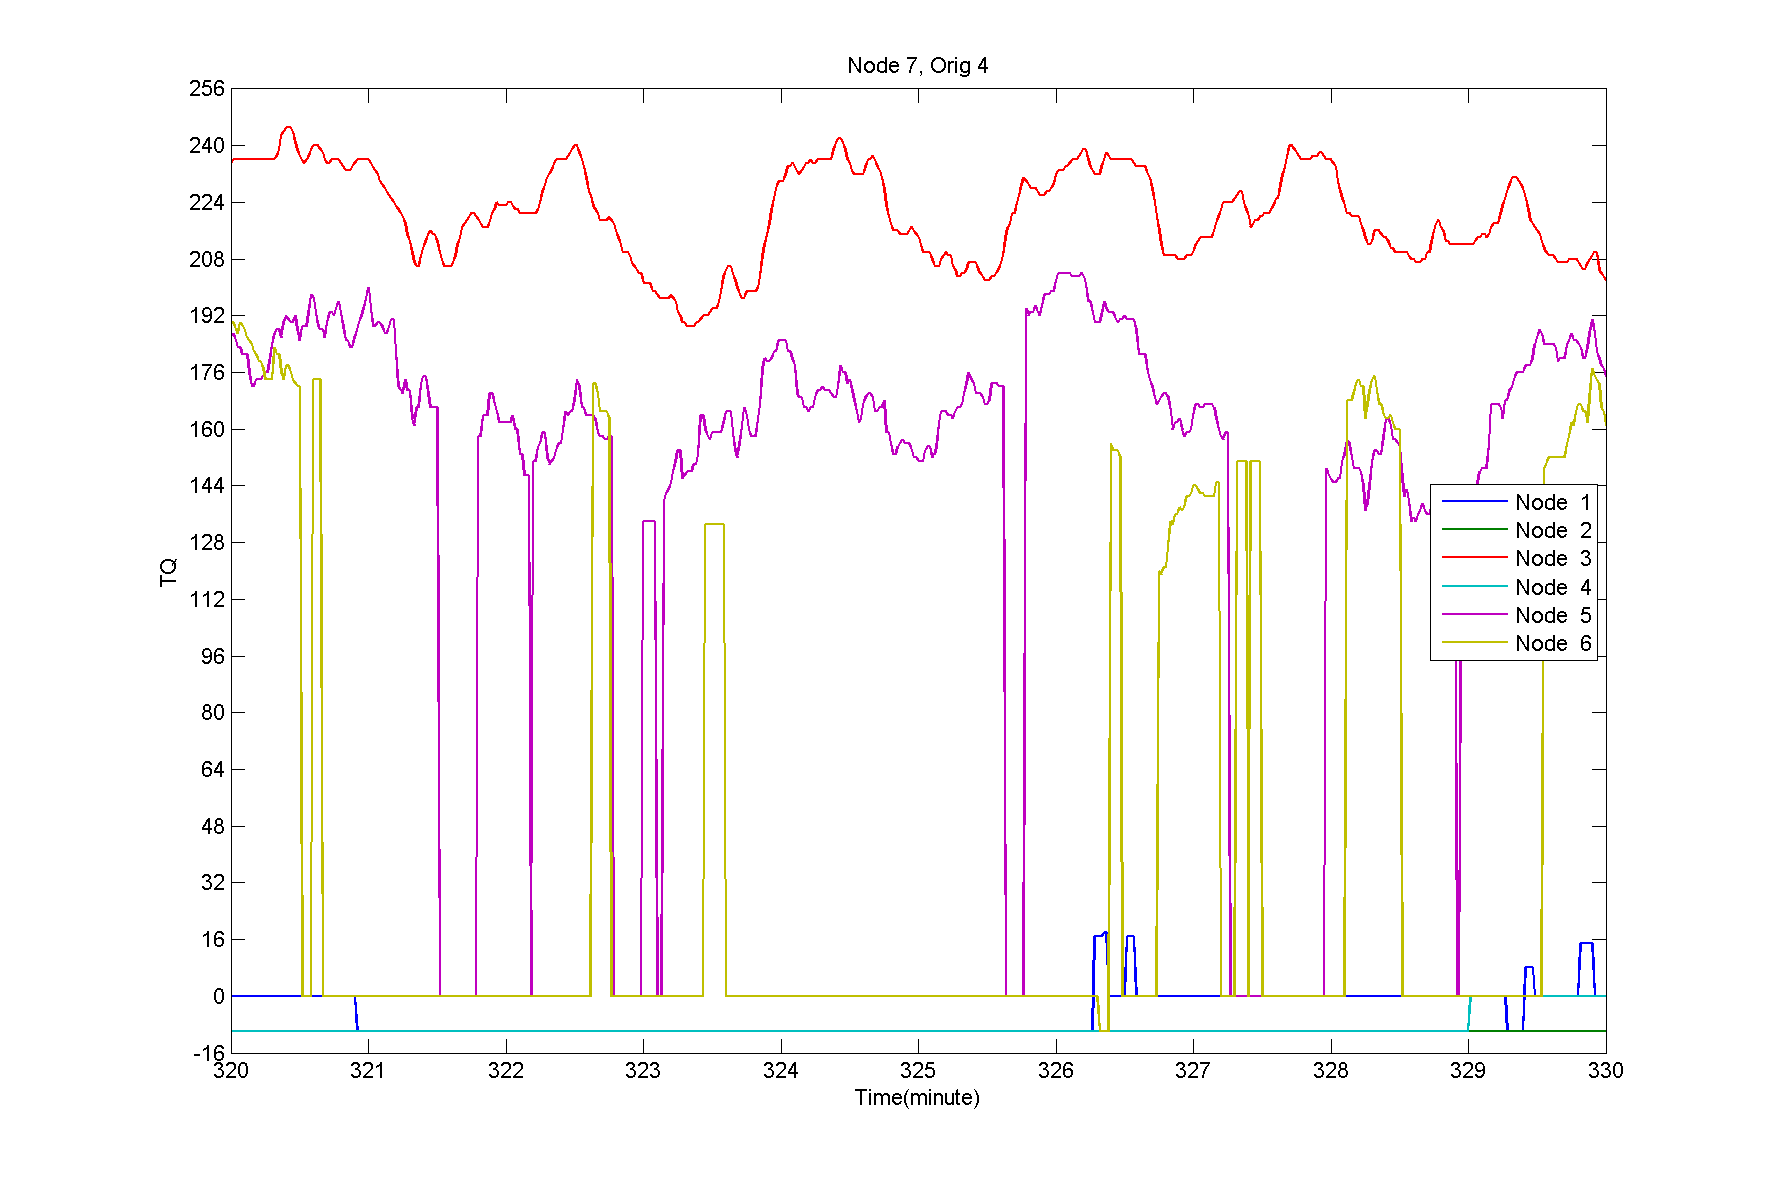 Node 7, Orig 4
256
240
224
208
192
176
160
144
128
112
96
80
64
48
32
16
0
-16
TQ
Node 1
Node 2
Node 3
Node 4
Node 5
Node 6
320 321 322 323 324 325 326 327 328 329 330
Time(minute)